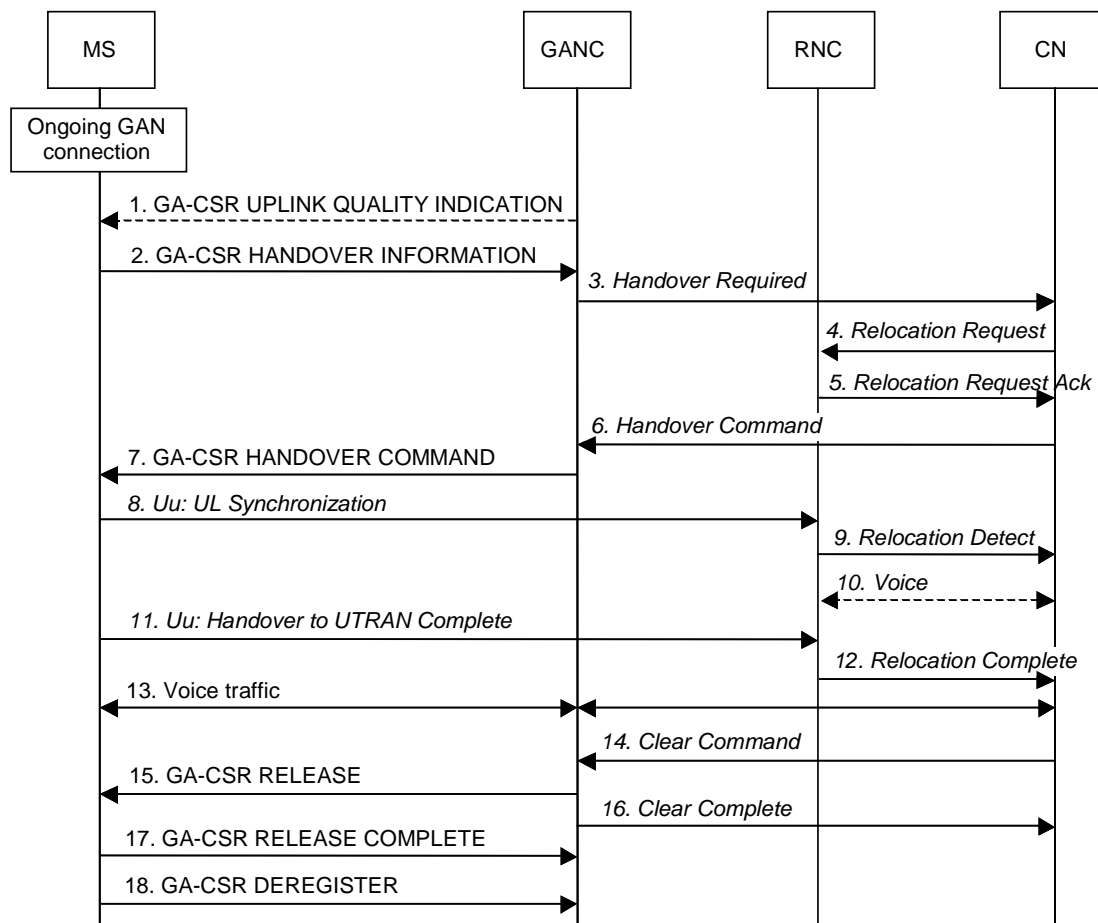 MS
GANC
RNC
CN
Ongoing GAN
connection
1. GA-CSR UPLINK QUALITY INDICATION
2. GA-CSR HANDOVER INFORMATION
3. Handover Required
4. Relocation Request
5. Relocation Request Ack
6. Handover Command
7. GA-CSR HANDOVER COMMAND
8. Uu: UL Synchronization
9. Relocation Detect
10. Voice
11. Uu: Handover to UTRAN Complete
12. Relocation Complete
13. Voice traffic
14. Clear Command
15. GA-CSR RELEASE
16. Clear Complete
17. GA-CSR RELEASE COMPLETE
18. GA-CSR DEREGISTER